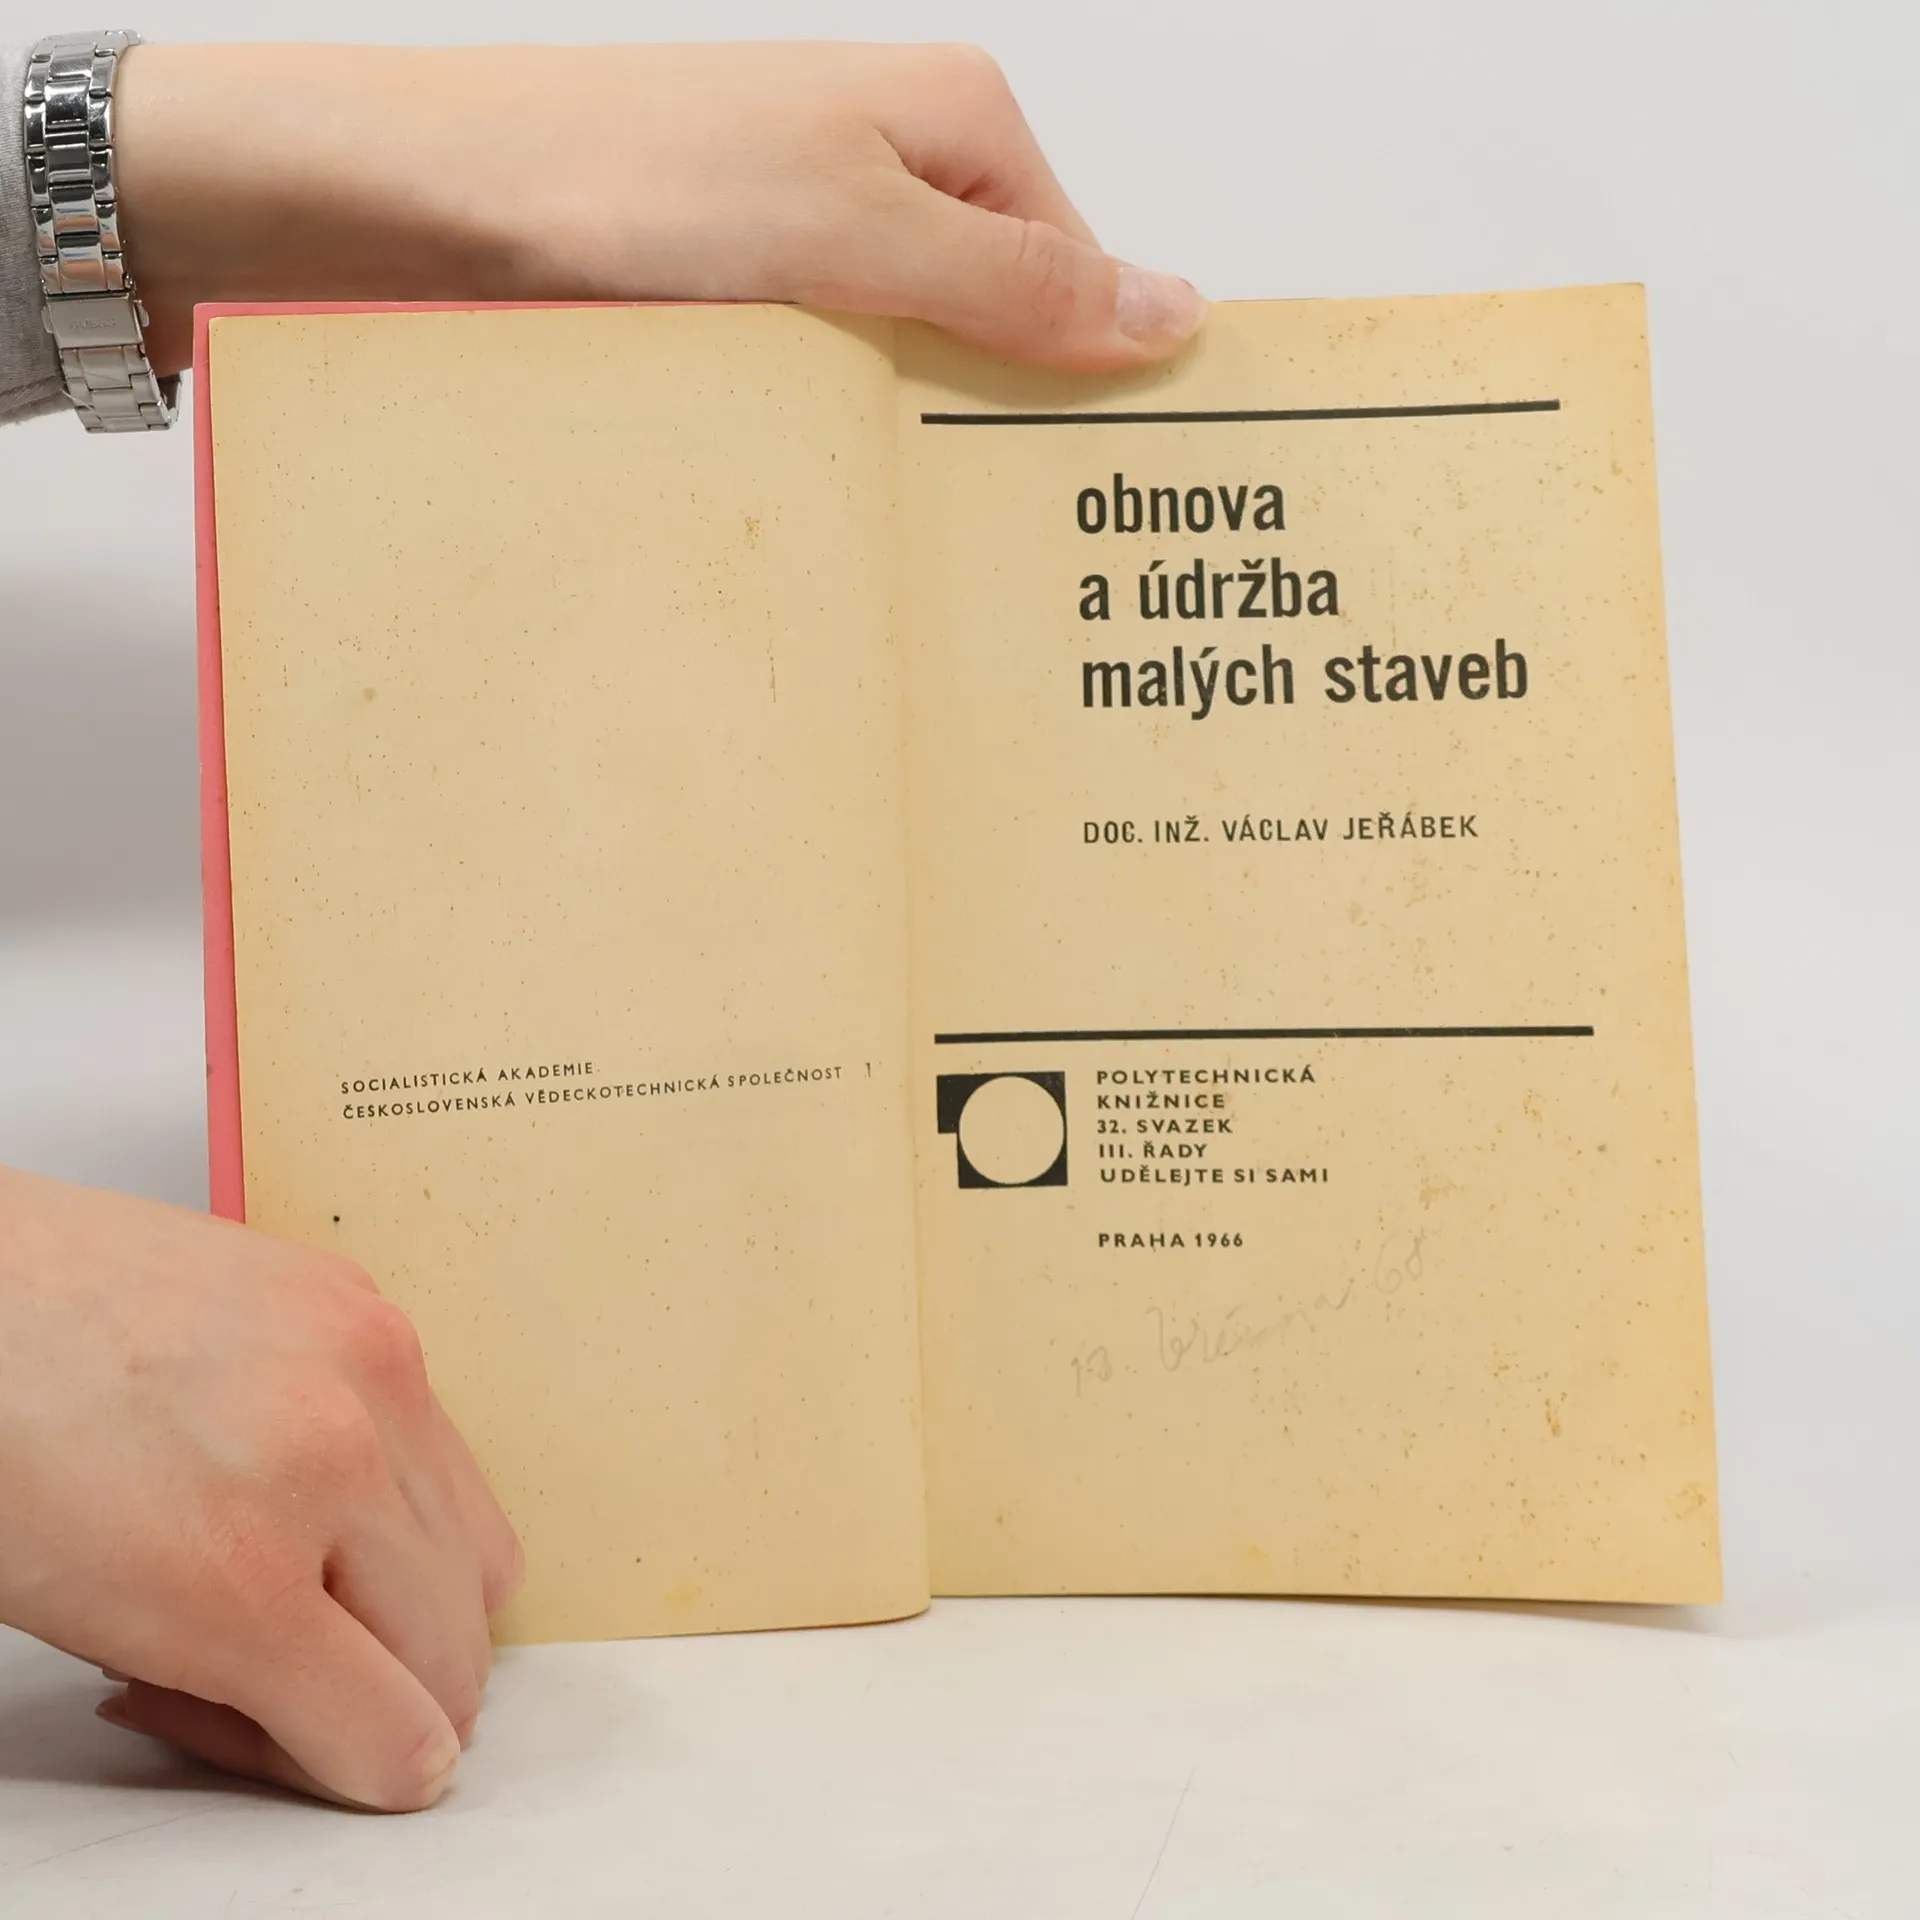 SOCIALISTICKÁ AKADEMIE
ČESKOSLOVENSKÁ VĚDECKOTECHNICKÁ SPOLEČNOST
obnova
a údržba
malých staveb
DOC. INŽ. VÁCLAV JEŘÁBEK
POLYTECHNICKÁ
KNIŽNICE
32. SVAZEK
III. ŘADY
UDĚLEJTE SI SAMI
PRAHA 1966